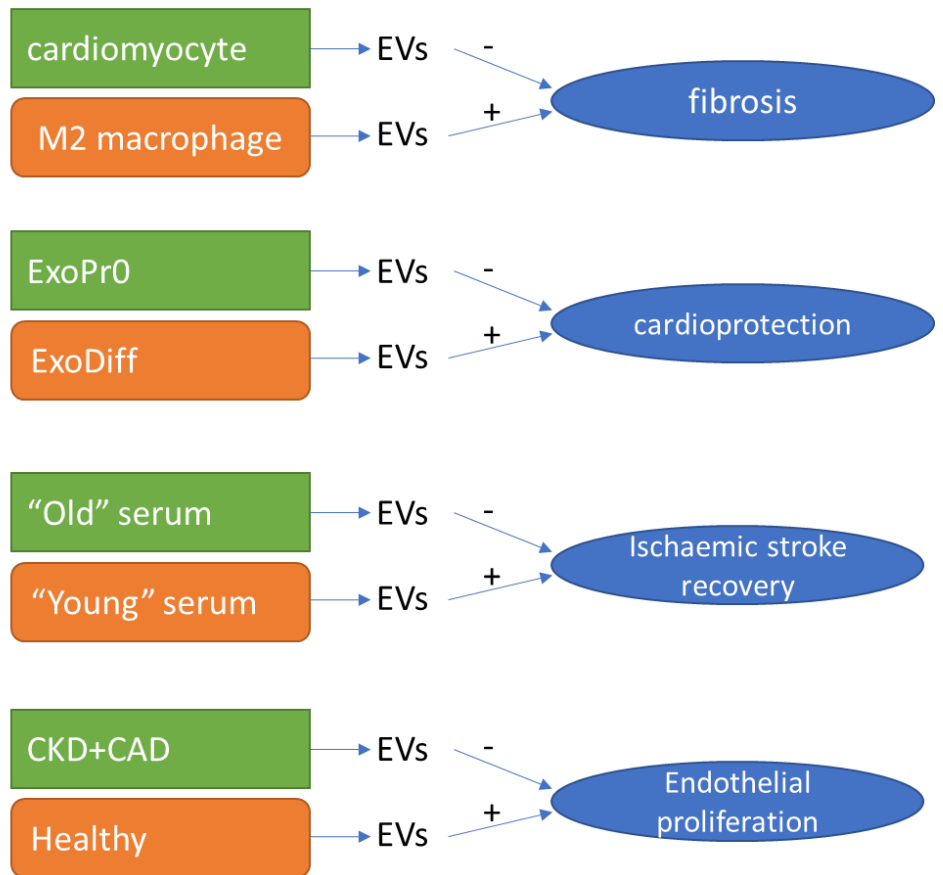 cardiomyocyte
EVs
-
M2 macrophage
EVs
+
fibrosis
ExoPr0
EVs
-
ExoDiff
EVs
+
cardioprotection
“Old” serum
EVs
-
“Young” serum
EVs
+
Ischaemic stroke
recovery
CKD+CAD
EVs
-
Healthy
EVs
+
Endothelial
proliferation